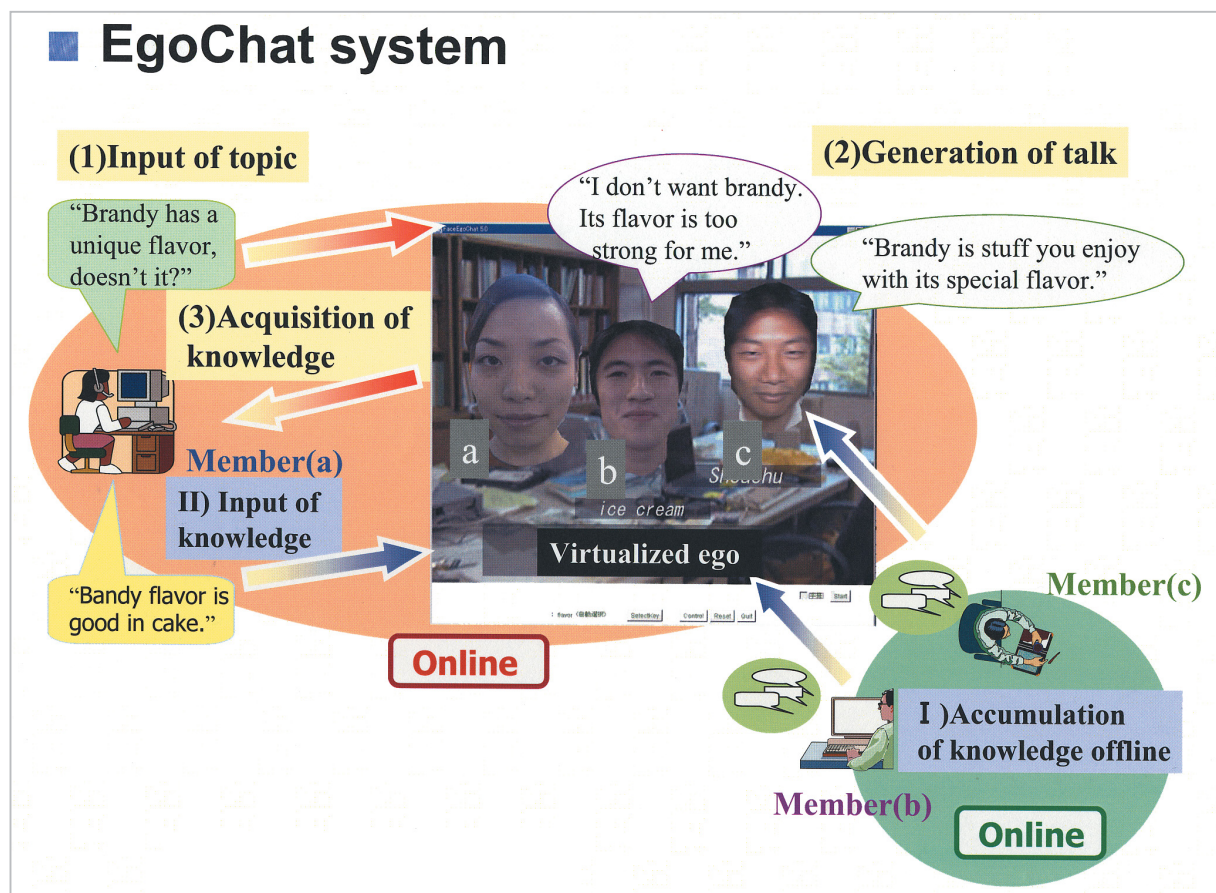 EgoChat system
(1)Input of topic
(2)Generation of talk
“Brandy has a
unique flavor,
doesn’t it?”
“I don’t want brandy.
Its flavor is too
strong for me.”
“Brandy is stuff you enjoy
with its special flavor.”
(3)Acquisition of
knowledge
Member(a)
II) Input of
knowledge
“Bandy flavor is
good in cake.”
a
b
c
ice cream
Virtualized ego
SelectKey
Control
Reset
Quit
Start
Online
Member(c)
I )Accumulation
of knowledge offline
Member(b)
Online